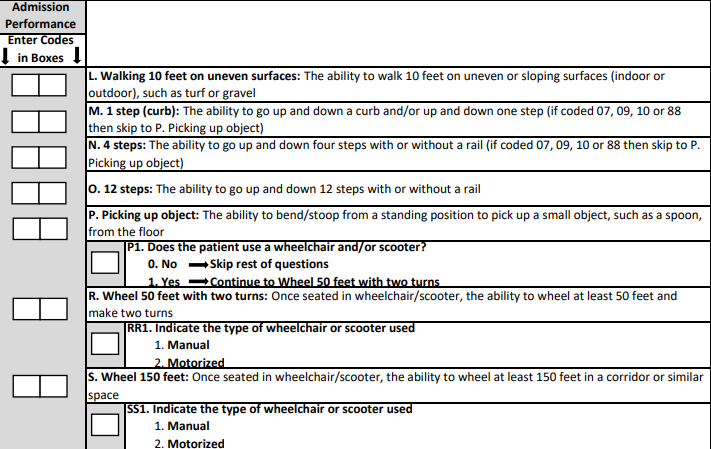 Admission
Performance
Enter Codes
in Boxes
L. Walking 10 feet on uneven surfaces: The ability to walk 10 feet on uneven or sloping surfaces (indoor or
outdoor), such as turf or gravel
M. 1 step (curb): The ability to go up and down a curb and/or up and down one step (if coded 07, 09, 10 or 88
then skip to P. Picking up object)
N. 4 steps: The ability to go up and down four steps with or without a rail (if coded 07, 09, 10 or 88 then skip to P.
Picking up object)
O. 12 steps: The ability to go up and down 12 steps with or without a rail
P. Picking up object: The ability to bend/stoop from a standing position to pick up a small object, such as a spoon,
from the floor
P1. Does the patient use a wheelchair and/or scooter?
0. No ➡Skip rest of questions
1. Yes ➡Continue to Wheel 50 feet with two turns
R. Wheel 50 feet with two turns: Once seated in wheelchair/scooter, the ability to wheel at least 50 feet and
make two turns
RR1. Indicate the type of wheelchair or scooter used
1. Manual
2. Motorized
S. Wheel 150 feet: Once seated in wheelchair/scooter, the ability to wheel at least 150 feet in a corridor or similar
space
SS1. Indicate the type of wheelchair or scooter used
1. Manual
2. Motorized